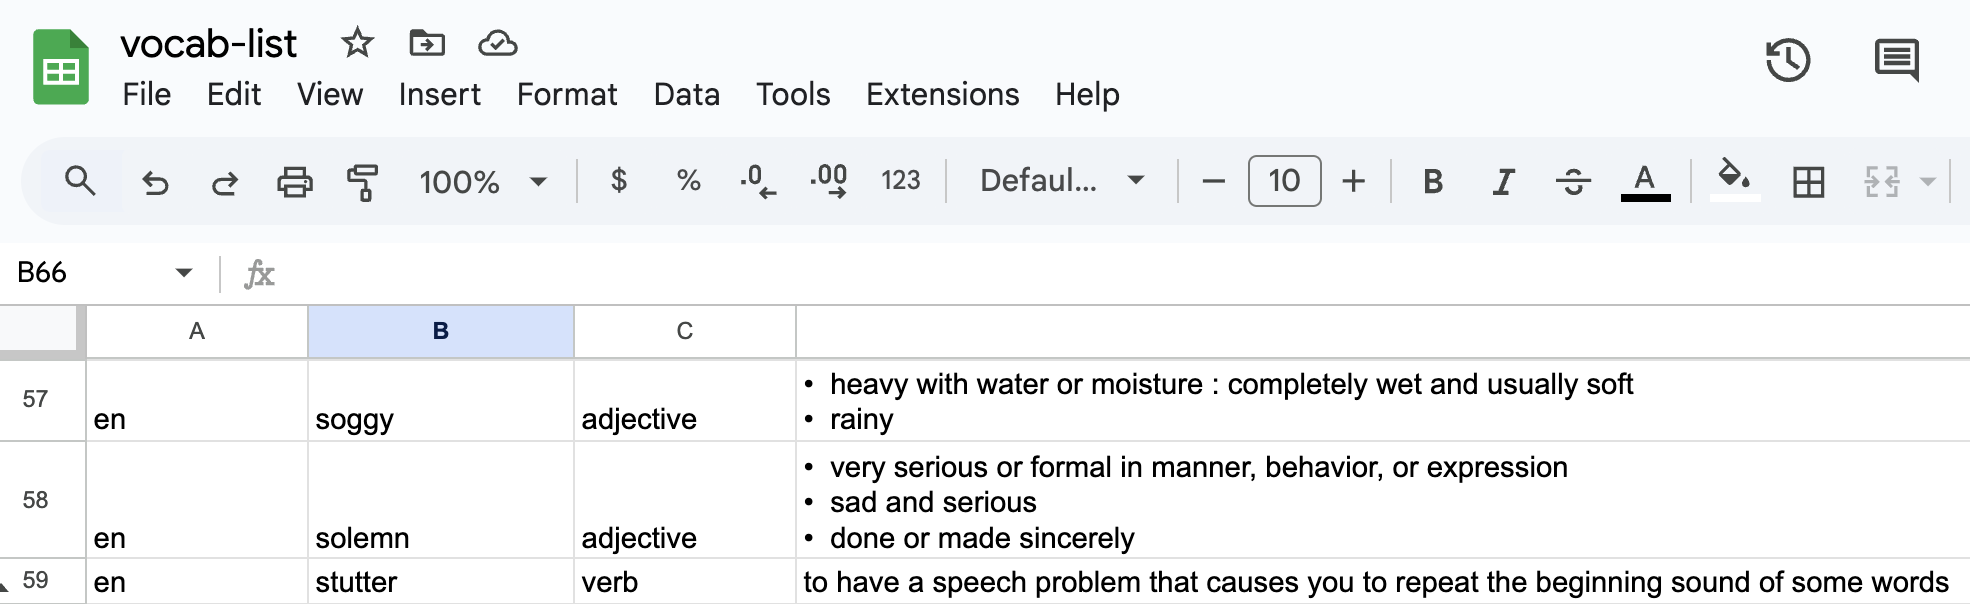 vocab-list
File Edit View Insert Format Data Tools Extensions Help
100% $ % .0 .00 123 Defaul... − 10 + B I S A
B66 fx
A B C
57 en soggy adjective • heavy with water or moisture : completely wet and usually soft
• rainy
58 en solemn adjective • very serious or formal in manner, behavior, or expression
• sad and serious
• done or made sincerely
59 en stutter verb to have a speech problem that causes you to repeat the beginning sound of some words